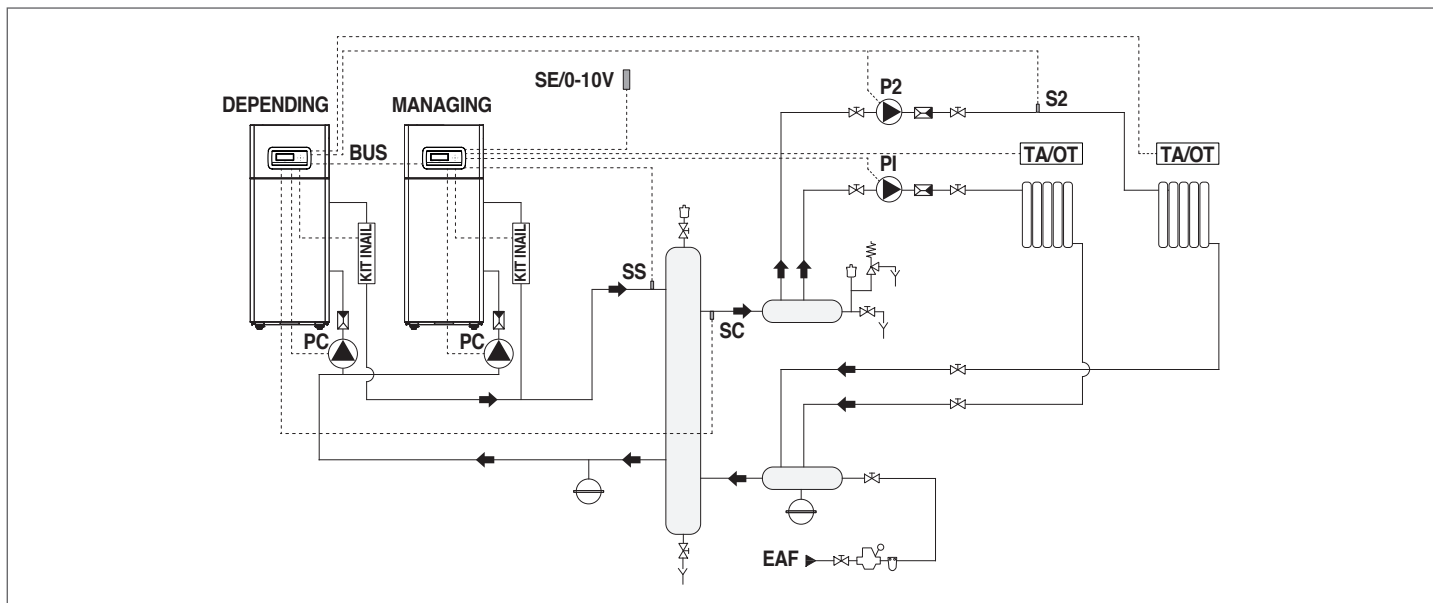 SE/0-10V
P2
S2
DEPENDING
MANAGING
BUS
TA/OT
TA/OT
P1
KIT INAIL
KIT INAIL
SS
SC
PC
PC
EAF